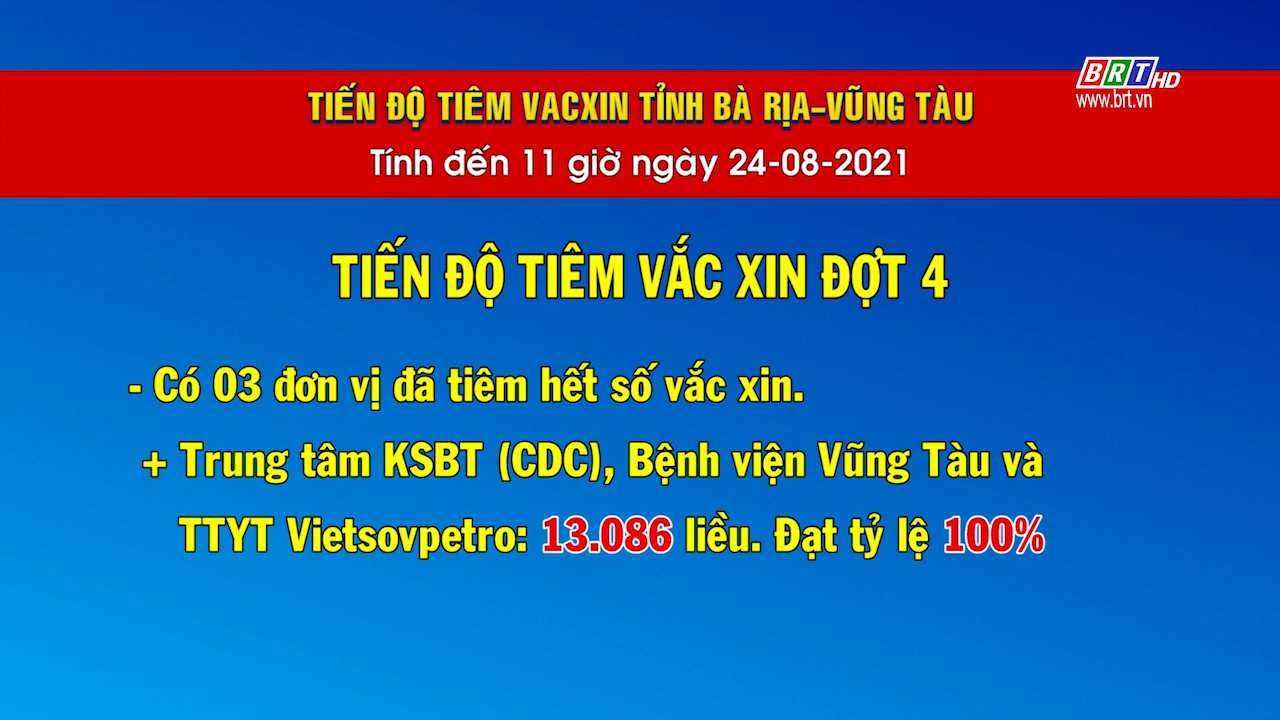 BRT HD
www.brt.vn
TIẾN ĐỘ TIÊM VACXIN TỈNH BÀ RỊA-VŨNG TÀU
Tính đến 11 giờ ngày 24-08-2021
TIẾN ĐỘ TIÊM VẮC XIN ĐỢT 4
- Có 03 đơn vị đã tiêm hết số vắc xin.
+ Trung tâm KSBT (CDC), Bệnh viện Vũng Tàu và
TTYT Vietsovpetro: 13.086 liều. Đạt tỷ lệ 100%